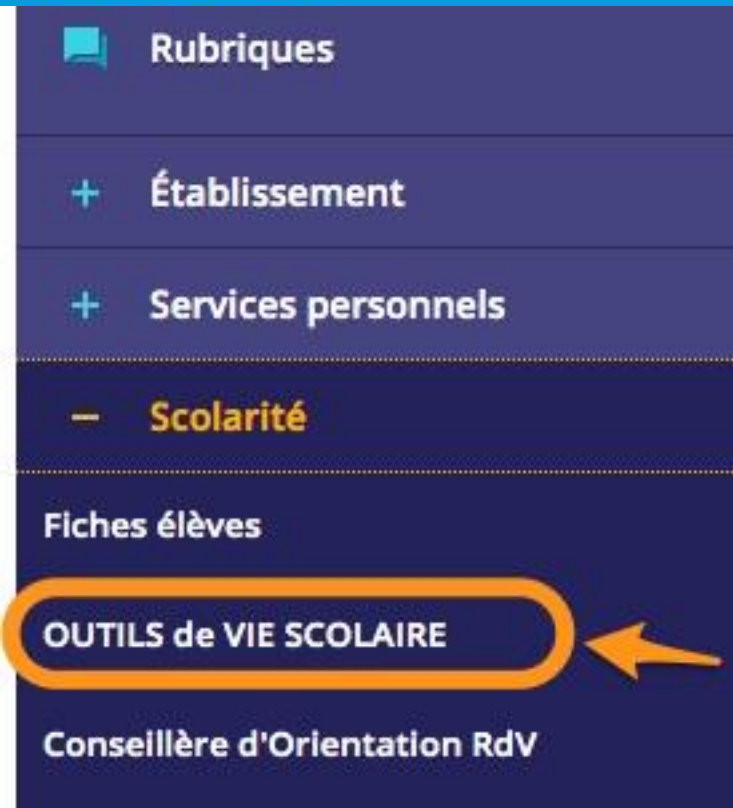 Rubriques
+ Établissement
+ Services personnels
– Scolarité
Fiches élèves
OUTILS de VIE SCOLAIRE
Conseillère d'Orientation RdV